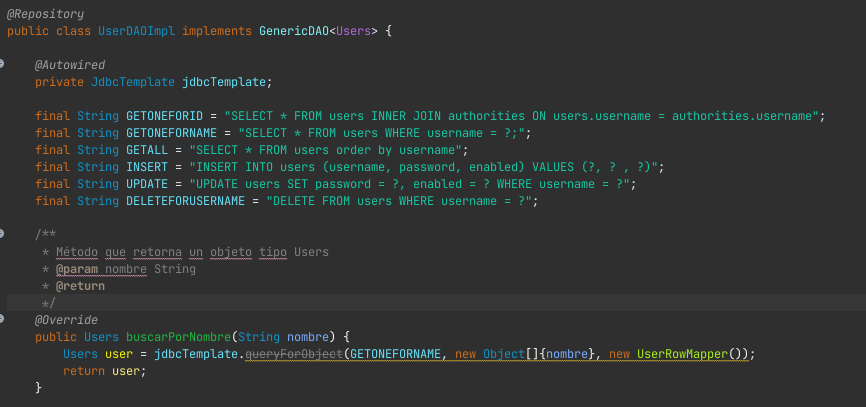 @Repository
public class UserDAOImpl implements GenericDAO<Users> {
@Autowired
private JdbcTemplate jdbcTemplate;
final String GETONEFORID = "SELECT * FROM users INNER JOIN authorities ON users.username = authorities.username";
final String GETONEFORNAME = "SELECT * FROM users WHERE username = ?;";
final String GETALL = "SELECT * FROM users order by username";
final String INSERT = "INSERT INTO users (username, password, enabled) VALUES (?, ? , ?)";
final String UPDATE = "UPDATE users SET password = ?, enabled = ? WHERE username = ?";
final String DELETEFORUSERNAME = "DELETE FROM users WHERE username = ?";
/**
* Método que retorna un objeto tipo Users
* @param nombre String
* @return
*/
@Override
public Users buscarPorNombre(String nombre) {
Users user = jdbcTemplate.queryForObject(GETONEFORNAME, new Object[]{nombre}, new UserRowMapper());
return user;
}